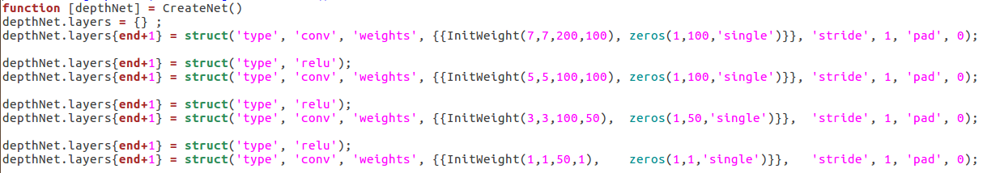 function [depthNet] = CreateNet()
depthNet.layers = {} ;
depthNet.layers{end+1} = struct('type', 'conv', 'weights', {{InitWeight(7,7,200,100), zeros(1,100,'single')}}, 'stride', 1, 'pad', 0);
depthNet.layers{end+1} = struct('type', 'relu');
depthNet.layers{end+1} = struct('type', 'conv', 'weights', {{InitWeight(5,5,100,100), zeros(1,100,'single')}}, 'stride', 1, 'pad', 0);
depthNet.layers{end+1} = struct('type', 'relu');
depthNet.layers{end+1} = struct('type', 'conv', 'weights', {{InitWeight(3,3,100,50),  zeros(1,50,'single')}},  'stride', 1, 'pad', 0);
depthNet.layers{end+1} = struct('type', 'relu');
depthNet.layers{end+1} = struct('type', 'conv', 'weights', {{InitWeight(1,1,50,1),    zeros(1,1,'single')}},   'stride', 1, 'pad', 0);